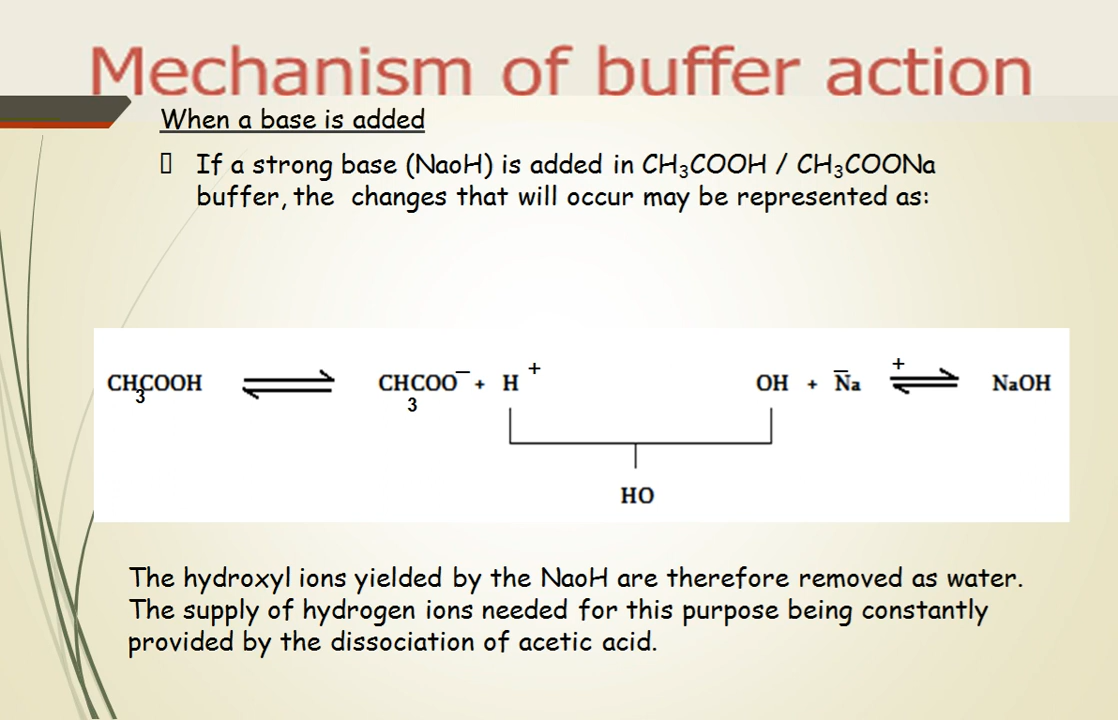 Mechanism of buffer action
When a base is added
▯ If a strong base (NaoH) is added in CH₃COOH / CH₃COONa
buffer, the changes that will occur may be represented as:
CH₃COOH ⇌ CH₃COO⁻ + H⁺ OH + N̅a ⁺⇌ NaOH
HO
The hydroxyl ions yielded by the NaoH are therefore removed as water.
The supply of hydrogen ions needed for this purpose being constantly
provided by the dissociation of acetic acid.